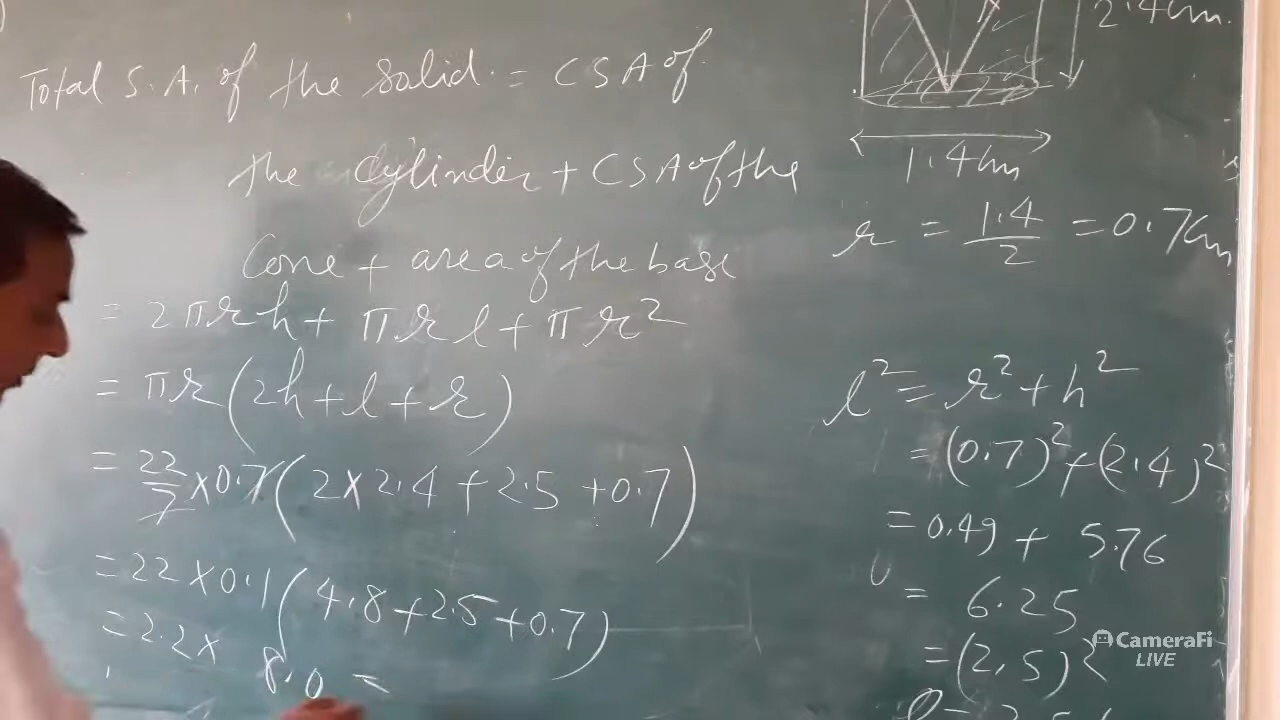 Total S.A. of the solid = CSA of
the cylinder + CSA of the
Cone + area of the base
= 2πrh + πrl + πr²
= πr(2h+l+r)
= 22/7 × 0.7(2×2.4+2.5+0.7)
= 22×0.1(4.8+2.5+0.7)
= 2.2× 8.0 =
2.4cm.
1.4cm
r = 1.4/2 = 0.7cm
l² = r²+h²
= (0.7)²+(2.4)²
= 0.49 + 5.76
= 6.25
= (2.5)²
CameraFi
LIVE